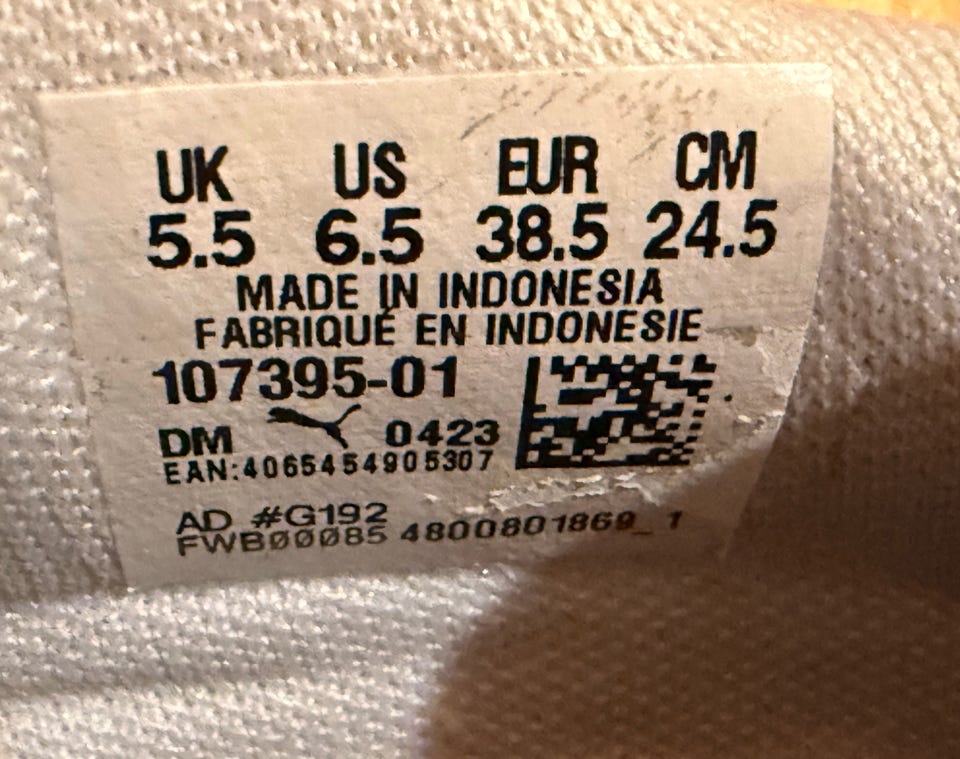 UK US EUR CM
5.5 6.5 38.5 24.5
MADE IN INDONESIA
FABRIQUÉ EN INDONESIE
107395-01
DM 0423
EAN:4065454905307
AD #G192
FWB00085 4800801869_1